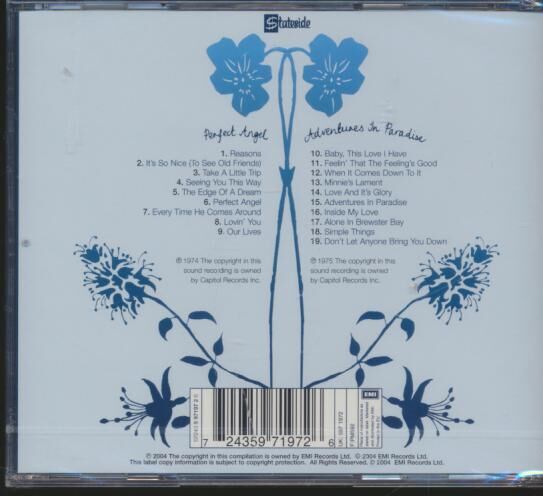 Stateside
Perfect Angel
1. Reasons
2. It's So Nice (To See Old Friends)
3. Take A Little Trip
4. Seeing You This Way
5. The Edge Of A Dream
6. Perfect Angel
7. Every Time He Comes Around
8. Lovin' You
9. Our Lives
℗ 1974 The copyright in this
sound recording is owned
by Capitol Records Inc.
Adventures In Paradise
10. Baby, This Love I Have
11. Feelin' That The Feeling's Good
12. When It Comes Down To It
13. Minnie's Lament
14. Love And It's Glory
15. Adventures In Paradise
16. Inside My Love
17. Alone In Brewster Bay
18. Simple Things
19. Don't Let Anyone Bring You Down
℗ 1975 The copyright in this
sound recording is owned
by Capitol Records Inc.
7 24359 71972 6
UK: 597 1972
EMI
℗ 2004 The copyright in this compilation is owned by EMI Records Ltd. © 2004 EMI Records Ltd.
This label copy information is subject to copyright protection. All Rights Reserved. © 2004 EMI Records Ltd.